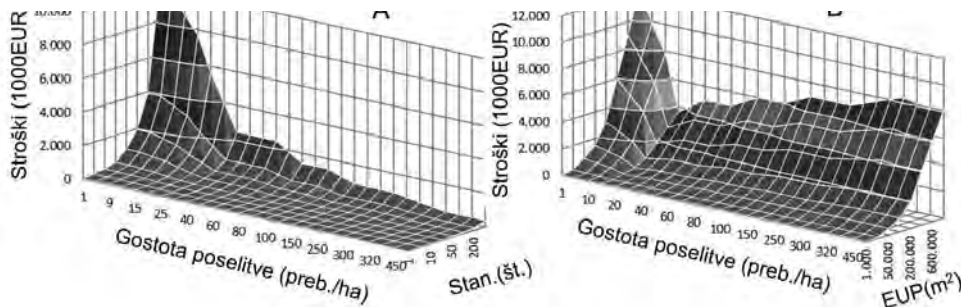 A
Stroški (1000EUR)
10.000
8.000
6.000
4.000
2.000
0
1 9 15 25 40 60 80 100 150 250 300 320 450
Gostota poselitve (preb./ha)
1 10 50 200
Stan.(št.)
B
Stroški (1000EUR)
12.000
10.000
8.000
6.000
4.000
2.000
0
1 10 20 40 60 80 100 150 250 300 320 450
Gostota poselitve (preb./ha)
1.000 50.000 200.000 600.000
EUP(m²)